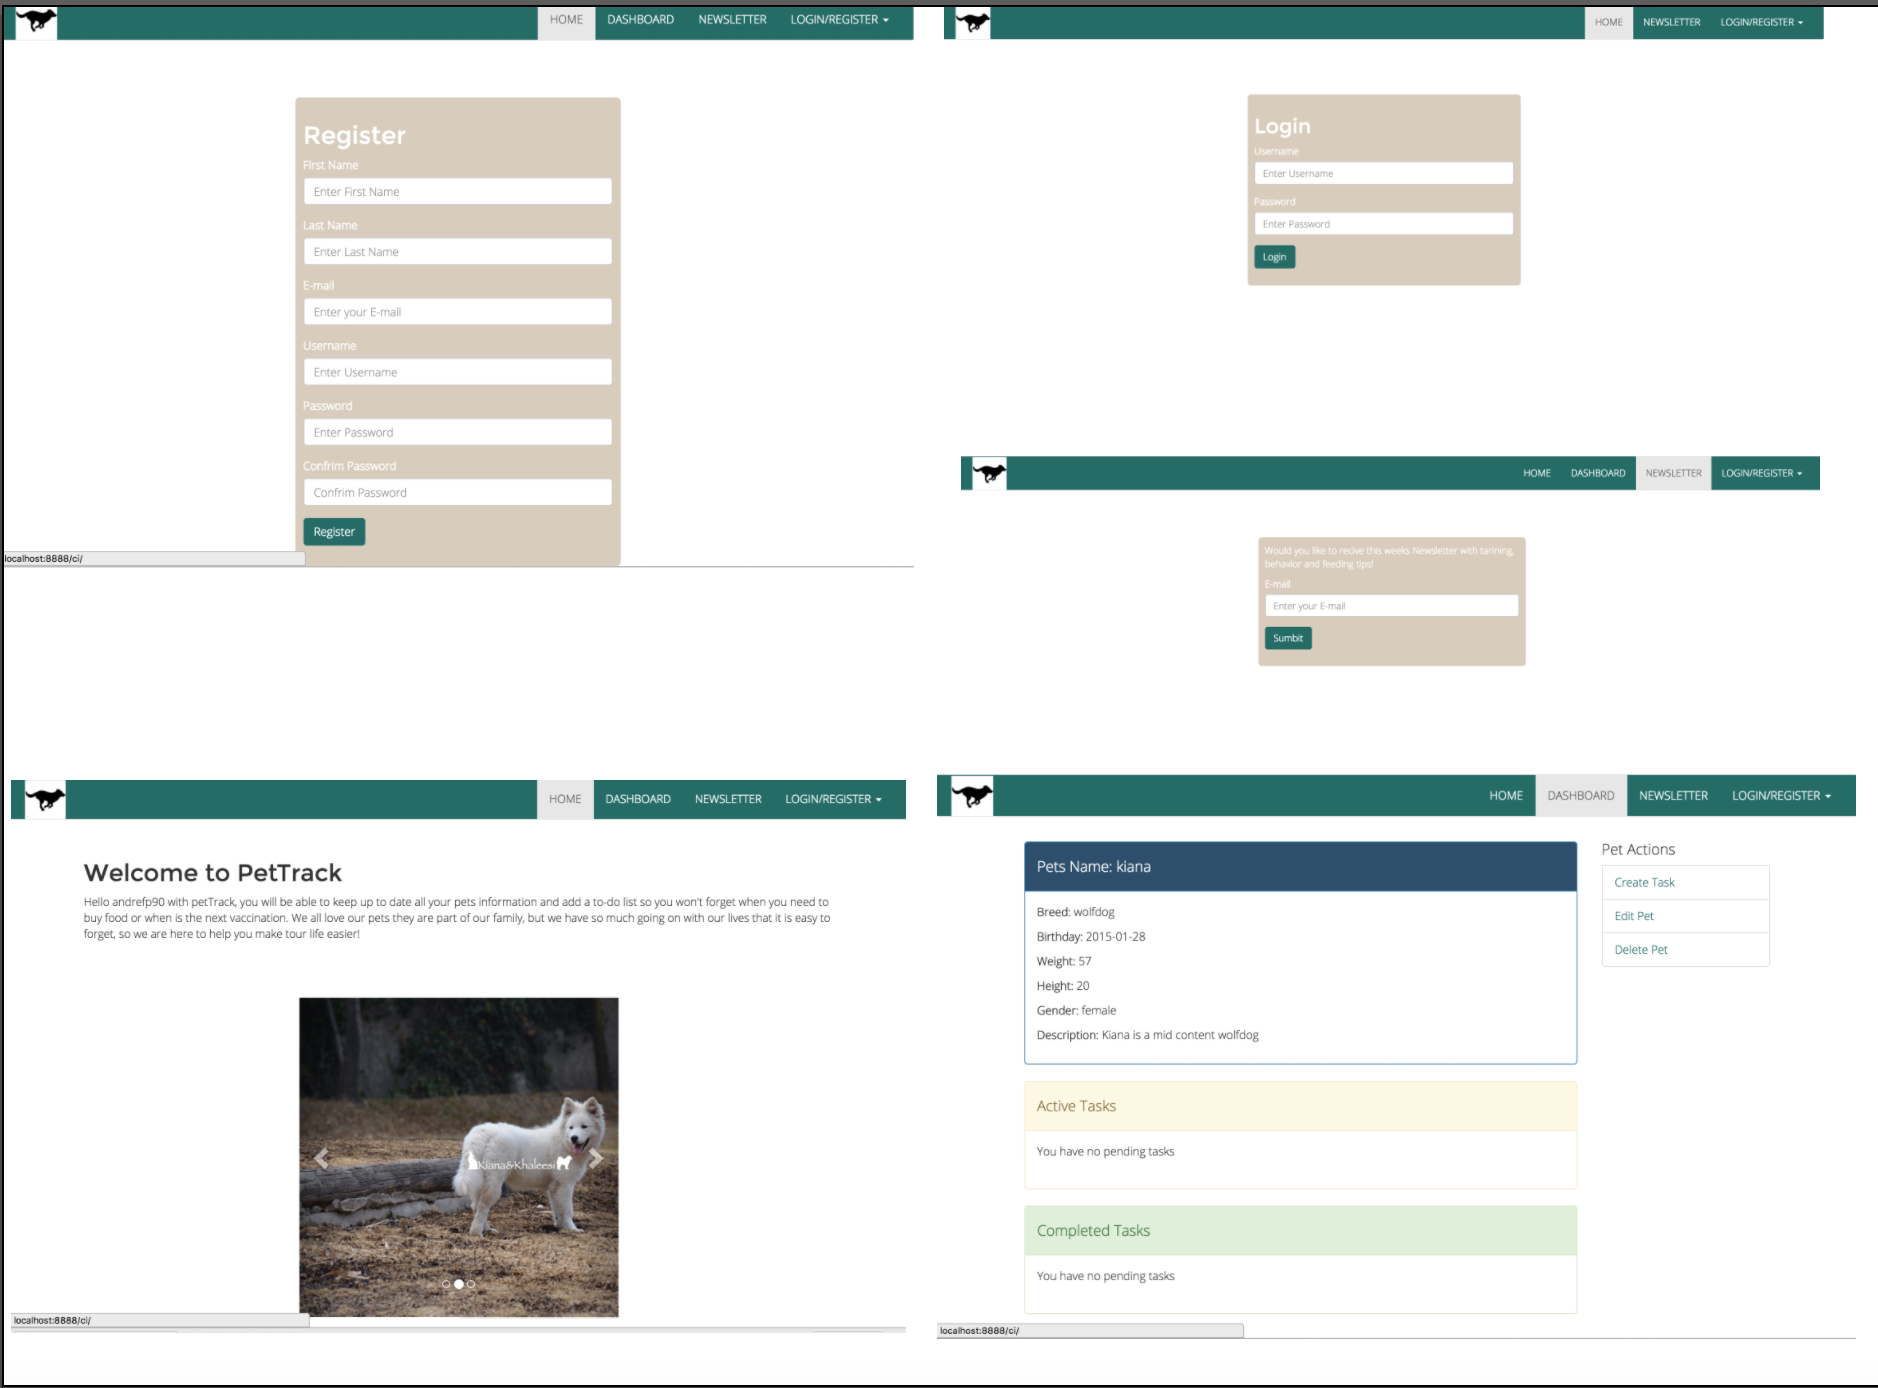 HOME DASHBOARD NEWSLETTER LOGIN/REGISTER
Register
First Name
Enter First Name
Last Name
Enter Last Name
E-mail
Enter your E-mail
Username
Enter Username
Password
Enter Password
Confrim Password
Confrim Password
Register
localhost:8888/ci/
HOME NEWSLETTER LOGIN/REGISTER
Login
Username
Enter Username
Password
Enter Password
Login
HOME DASHBOARD NEWSLETTER LOGIN/REGISTER
Would you like to recive this weeks Newsletter with tarining,
behavior and feeding tips!
E-mail
Enter your E-mail
Sumbit
HOME DASHBOARD NEWSLETTER LOGIN/REGISTER
Welcome to PetTrack
Hello andrefp90 with petTrack, you will be able to keep up to date all your pets information and add a to-do list so you won't forget when you need to
buy food or when is the next vaccination. We all love our pets they are part of our family, but we have so much going on with our lives that it is easy to
forget, so we are here to help you make tour life easier!
Kiana&Khaleesi
localhost:8888/ci/
HOME DASHBOARD NEWSLETTER LOGIN/REGISTER
Pets Name: kiana
Breed: wolfdog
Birthday: 2015-01-28
Weight: 57
Height: 20
Gender: female
Description: Kiana is a mid content wolfdog
Pet Actions
Create Task
Edit Pet
Delete Pet
Active Tasks
You have no pending tasks
Completed Tasks
You have no pending tasks
localhost:8888/ci/